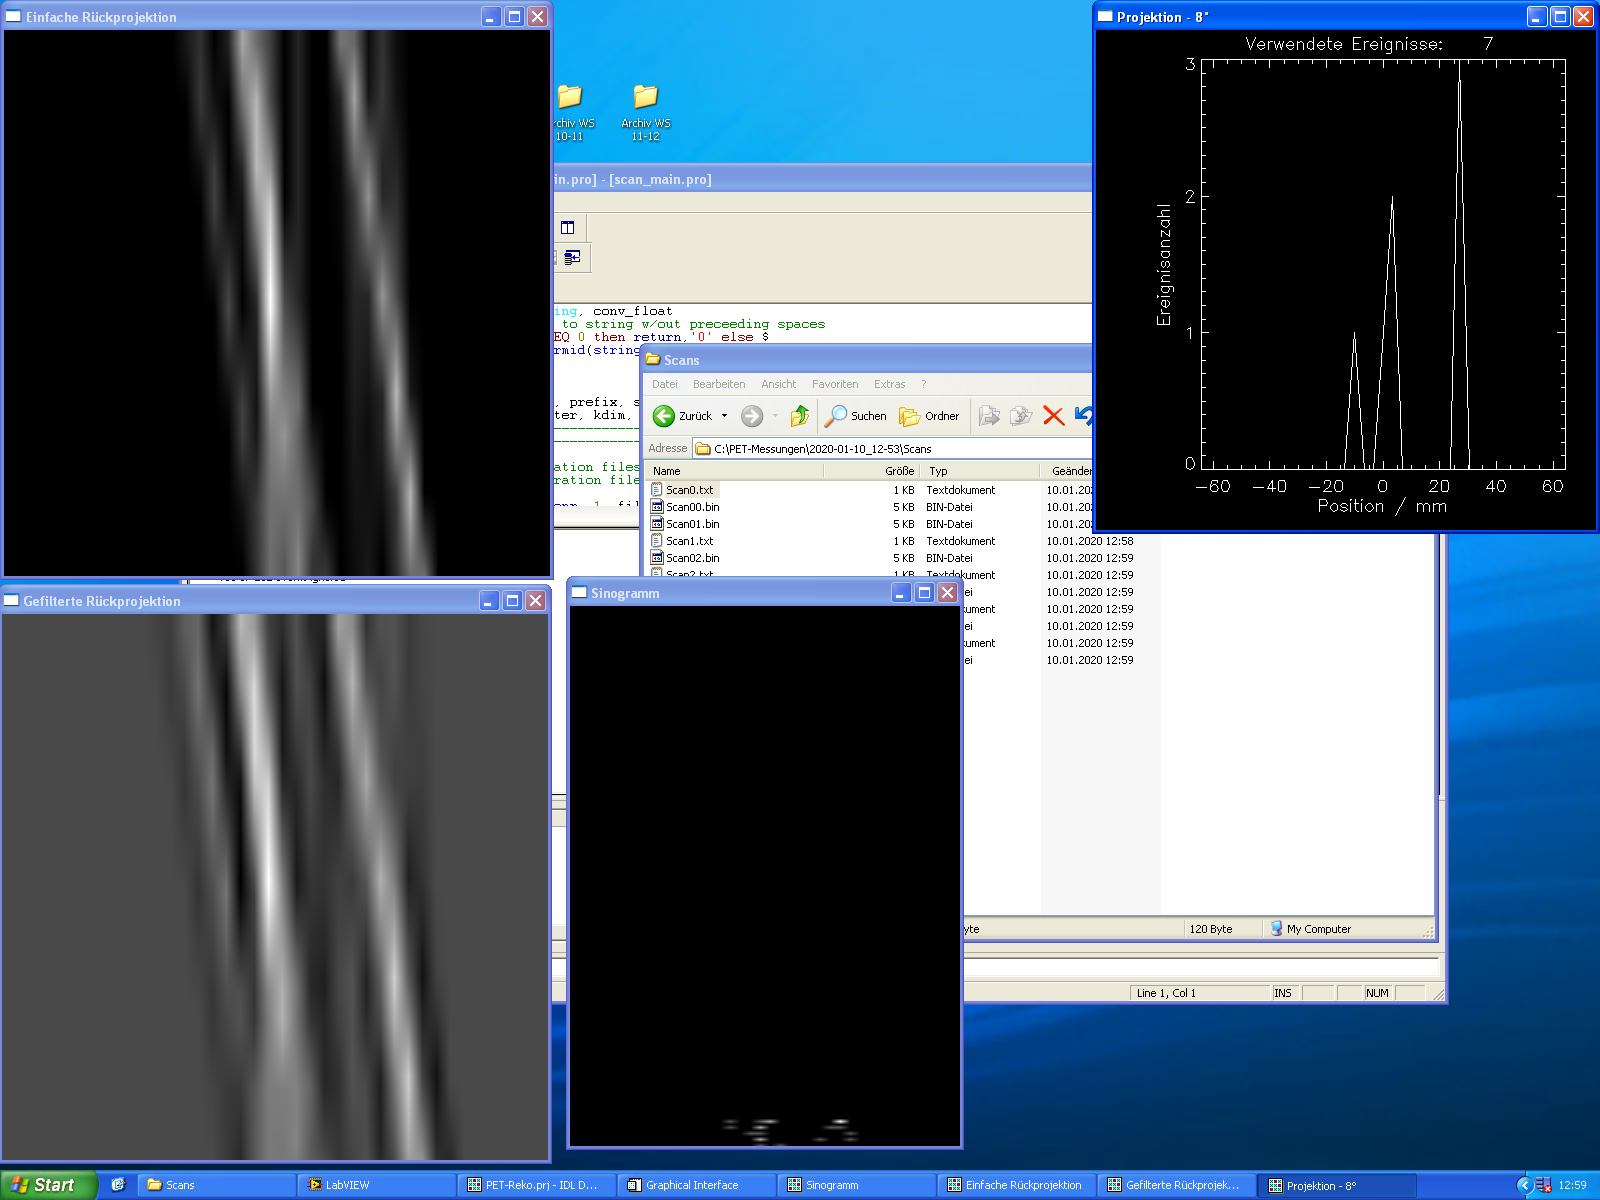 Einfache Rückprojektion
Projektion - 8°
Verwendete Ereignisse: 7
3
2
1
0
Ereignisanzahl
−60 −40 −20 0 20 40 60
Position / mm
rchiv WS
10-11
Archiv WS
11-12
in.pro] - [scan_main.pro]
ing, conv_float
to string w/out preceeding spaces
EQ 0 then return,'0' else $
rmid(string
, prefix, s
ter, kdim,
ation files
ration file
Scans
Datei Bearbeiten Ansicht Favoriten Extras ?
Zurück Suchen Ordner
Adresse C:\PET-Messungen\2020-01-10_12-53\Scans
Name Größe Typ Geänder
Scan0.txt 1 KB Textdokument 10.01.202
Scan00.bin 5 KB BIN-Datei 10.01.202
Scan01.bin 5 KB BIN-Datei 10.01.202
Scan1.txt 1 KB Textdokument 10.01.2020 12:58
Scan02.bin 5 KB BIN-Datei 10.01.2020 12:59
Scan2.txt 1 KB Textdokument 10.01.2020 12:59
ei 10.01.2020 12:59
kument 10.01.2020 12:59
ei 10.01.2020 12:59
kument 10.01.2020 12:59
ei 10.01.2020 12:59
Gefilterte Rückprojektion
Sinogramm
yte 120 Byte My Computer
Line 1, Col 1 INS NUM
Start Scans LabVIEW PET-Reko.prj - IDL D... Graphical Interface Sinogramm Einfache Rückprojektion Gefilterte Rückprojek... Projektion - 8° 12:59